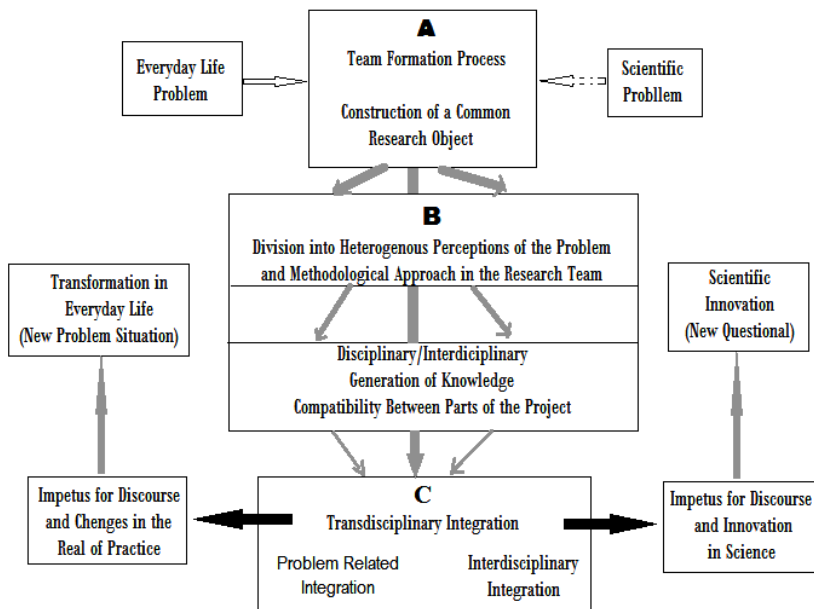 A
Team Formation Process
Construction of a Common
Research Object
Everyday Life
Problem
Scientific
Probllem
B
Division into Heterogenous Perceptions of the Problem
and Methodological Approach in the Research Team
Transformation in
Everyday Life
(New Problem Situation)
Scientific
Innovation
(New Questional)
Disciplinary/Interdiciplinary
Generation of Knowledge
Compatibility Between Parts of the Project
Impetus for Discourse
and Chenges in the
Real of Practice
C
Transdisciplinary Integration
Problem Related
Integration
Interdisciplinary
Integration
Impetus for Discourse
and Innovation
in Science